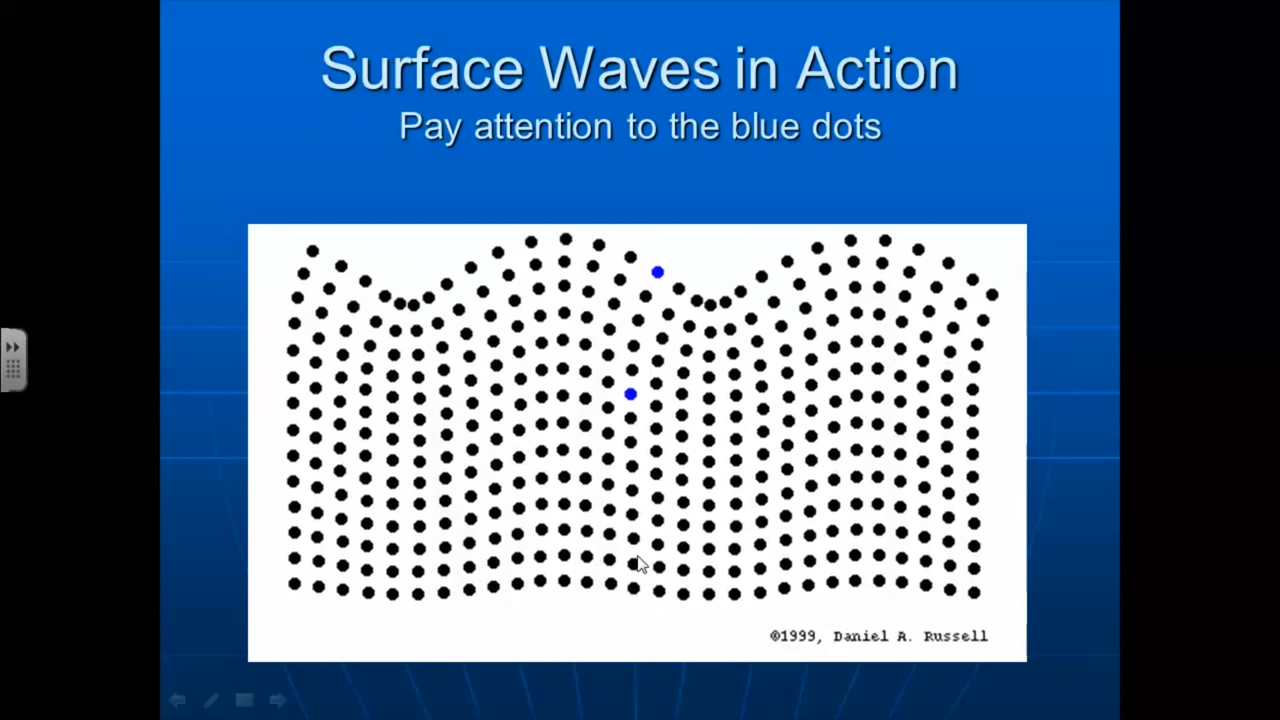 Surface Waves in Action
Pay attention to the blue dots
©1999, Daniel A. Russell